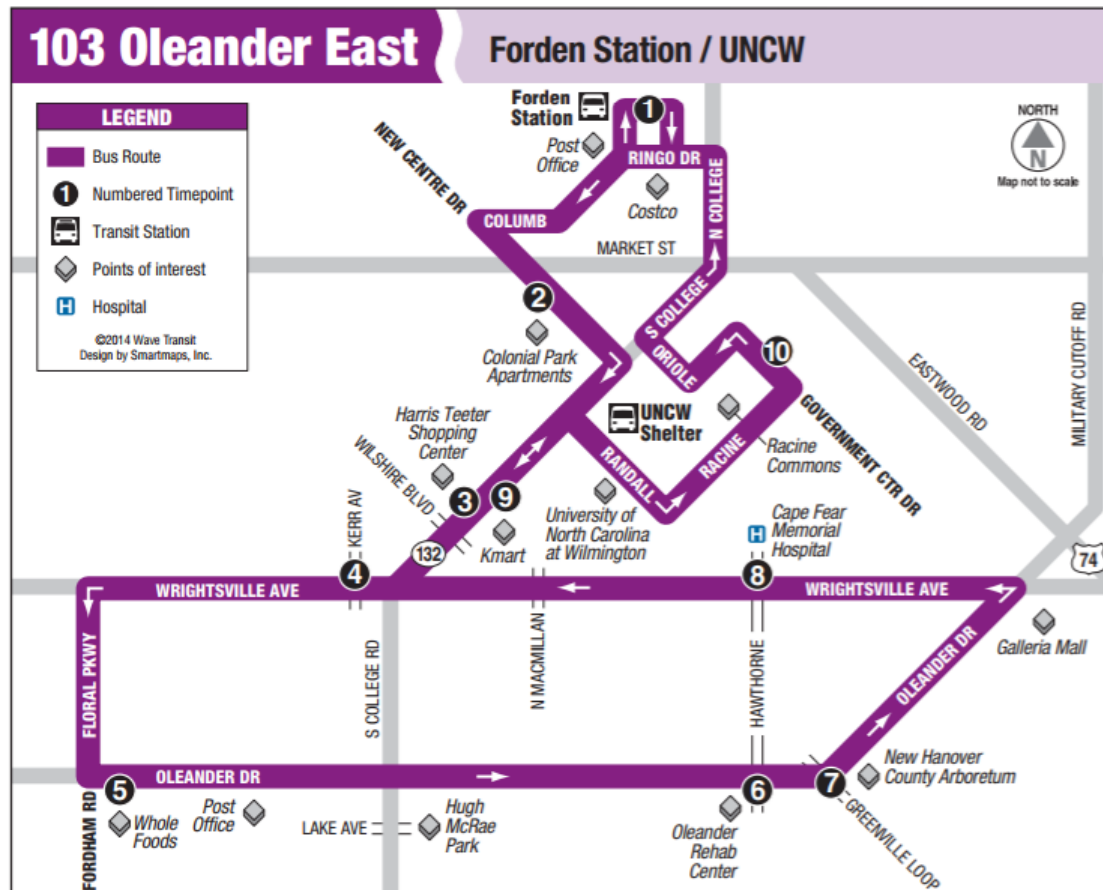 103 Oleander East
Forden Station / UNCW
LEGEND
Bus Route
1 Numbered Timepoint
Transit Station
Points of interest
H Hospital
©2014 Wave Transit
Design by Smartmaps, Inc.
Forden
Station
1
NORTH
N
Map not to scale
Post
Office
RINGO DR
Costco
N COLLEGE
NEW CENTRE DR
COLUMB
MARKET ST
2
Colonial Park
Apartments
S COLLEGE
ORIOLE
10
EASTWOOD RD
MILITARY CUTOFF RD
GOVERNMENT CTR DR
UNCW
Shelter
Racine
Commons
RANDALL
RACINE
Harris Teeter
Shopping
Center
WILSHIRE BLVD
KERR AV
3
9
132
Kmart
University of
North Carolina
at Wilmington
H
Cape Fear
Memorial
Hospital
74
4
8
WRIGHTSVILLE AVE
WRIGHTSVILLE AVE
Galleria Mall
FLORAL PKWY
S COLLEGE RD
N MACMILLAN
HAWTHORNE
OLEANDER DR
OLEANDER DR
New Hanover
County Arboretum
5
6
7
FORDHAM RD
Whole
Foods
Post
Office
LAKE AVE
Hugh
McRae
Park
Oleander
Rehab
Center
GREENVILLE LOOP